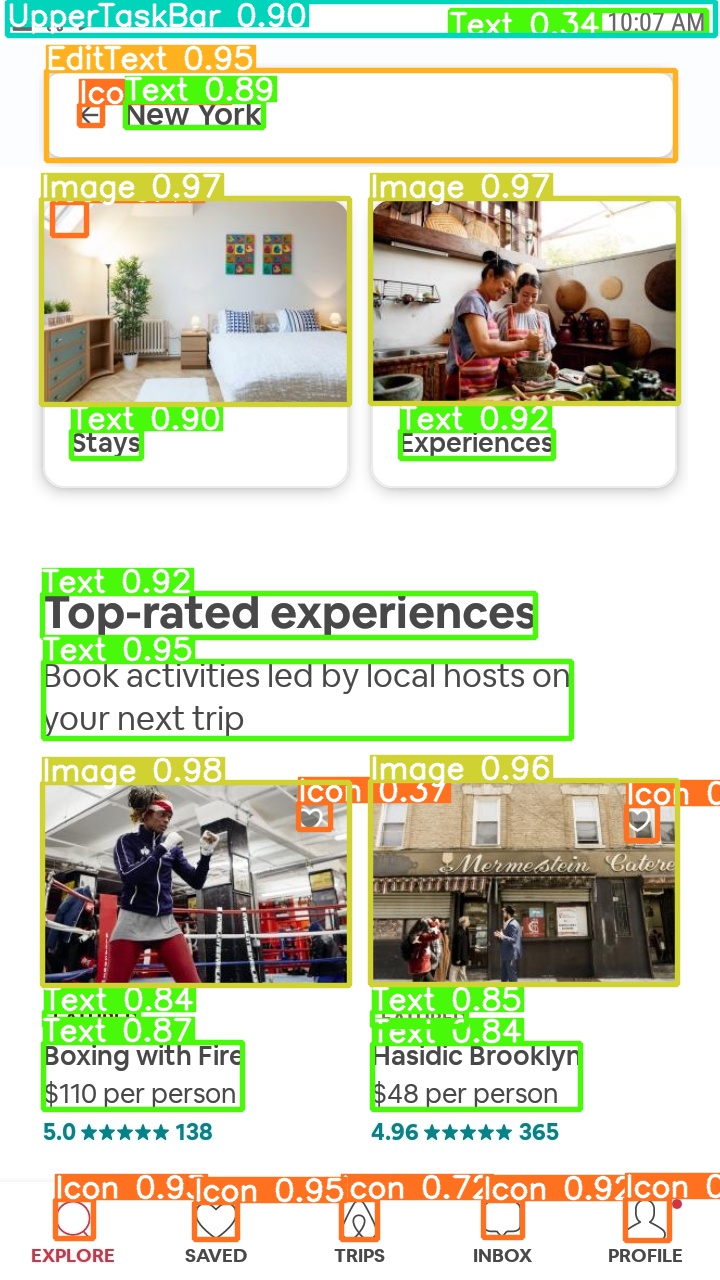 UpperTaskBar 0.90
Text 0.34 10:07 AM
EditText 0.95
Text 0.89
New York
Image 0.97
Image 0.97
Text 0.90
Text 0.92
Stays
Experiences
Text 0.92
Top-rated experiences
Text 0.95
Book activities led by local hosts on
your next trip
Image 0.98
Image 0.96
Icon 0.37
Icon
Mermelstein Catere
Text 0.84
Text 0.85
Text 0.87
Text 0.84
Boxing with Fire
Hasidic Brooklyn
$110 per person
$48 per person
5.0 ★★★★★ 138
4.96 ★★★★★ 365
Icon 0.93
Icon 0.95
Icon 0.72
Icon 0.92
Icon
EXPLORE
SAVED
TRIPS
INBOX
PROFILE